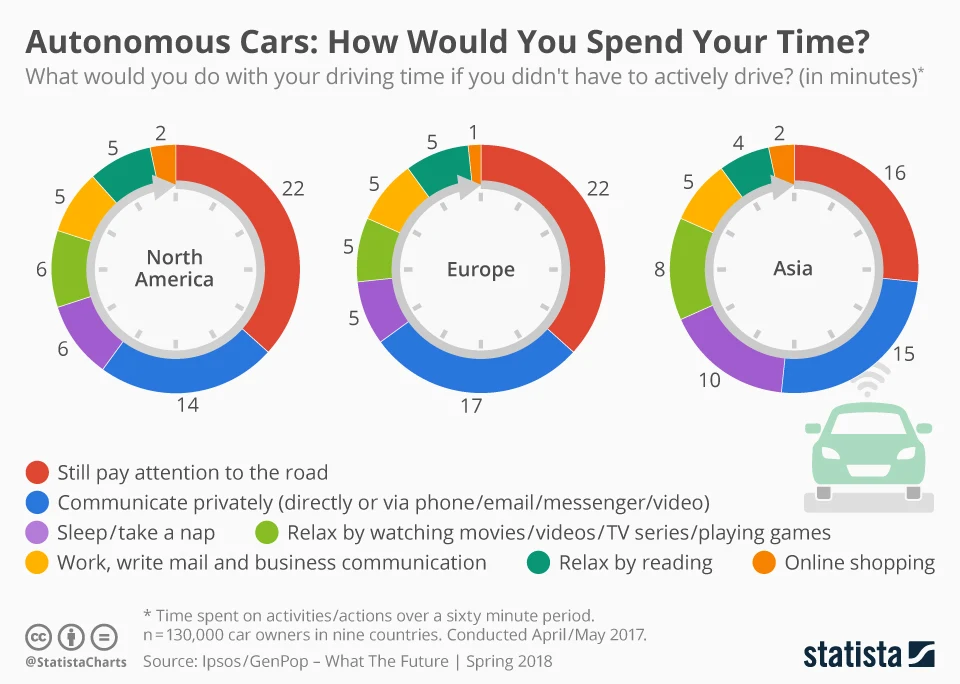 Autonomous Cars: How Would You Spend Your Time?
What would you do with your driving time if you didn't have to actively drive? (in minutes)*
2
5
5
6
6
14
22
North
America
1
5
5
5
5
17
22
Europe
2
4
5
8
10
15
16
Asia
Still pay attention to the road
Communicate privately (directly or via phone/email/messenger/video)
Sleep/take a nap Relax by watching movies/videos/TV series/playing games
Work, write mail and business communication Relax by reading Online shopping
* Time spent on activities/actions over a sixty minute period.
n=130,000 car owners in nine countries. Conducted April/May 2017.
cc
@StatistaCharts Source: Ipsos/GenPop – What The Future | Spring 2018
statista